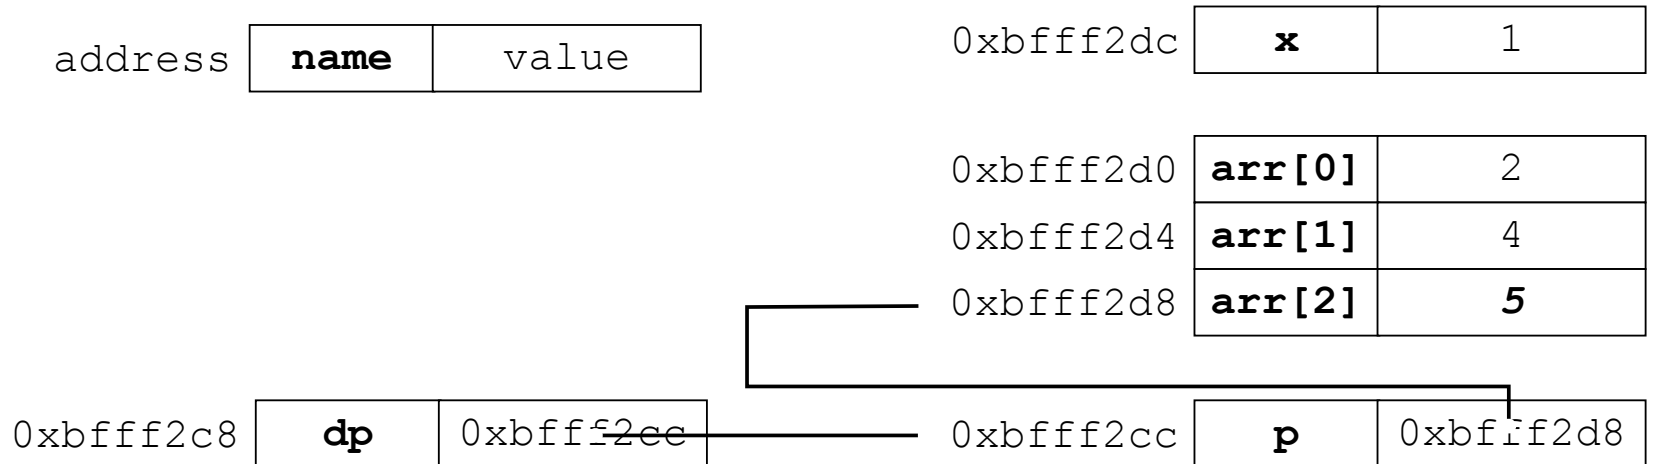 address name value
0xbfff2dc x 1
0xbfff2d0 arr[0] 2
0xbfff2d4 arr[1] 4
0xbfff2d8 arr[2] 5
0xbfff2c8 dp 0xbfff2cc
0xbfff2cc p 0xbfff2d8